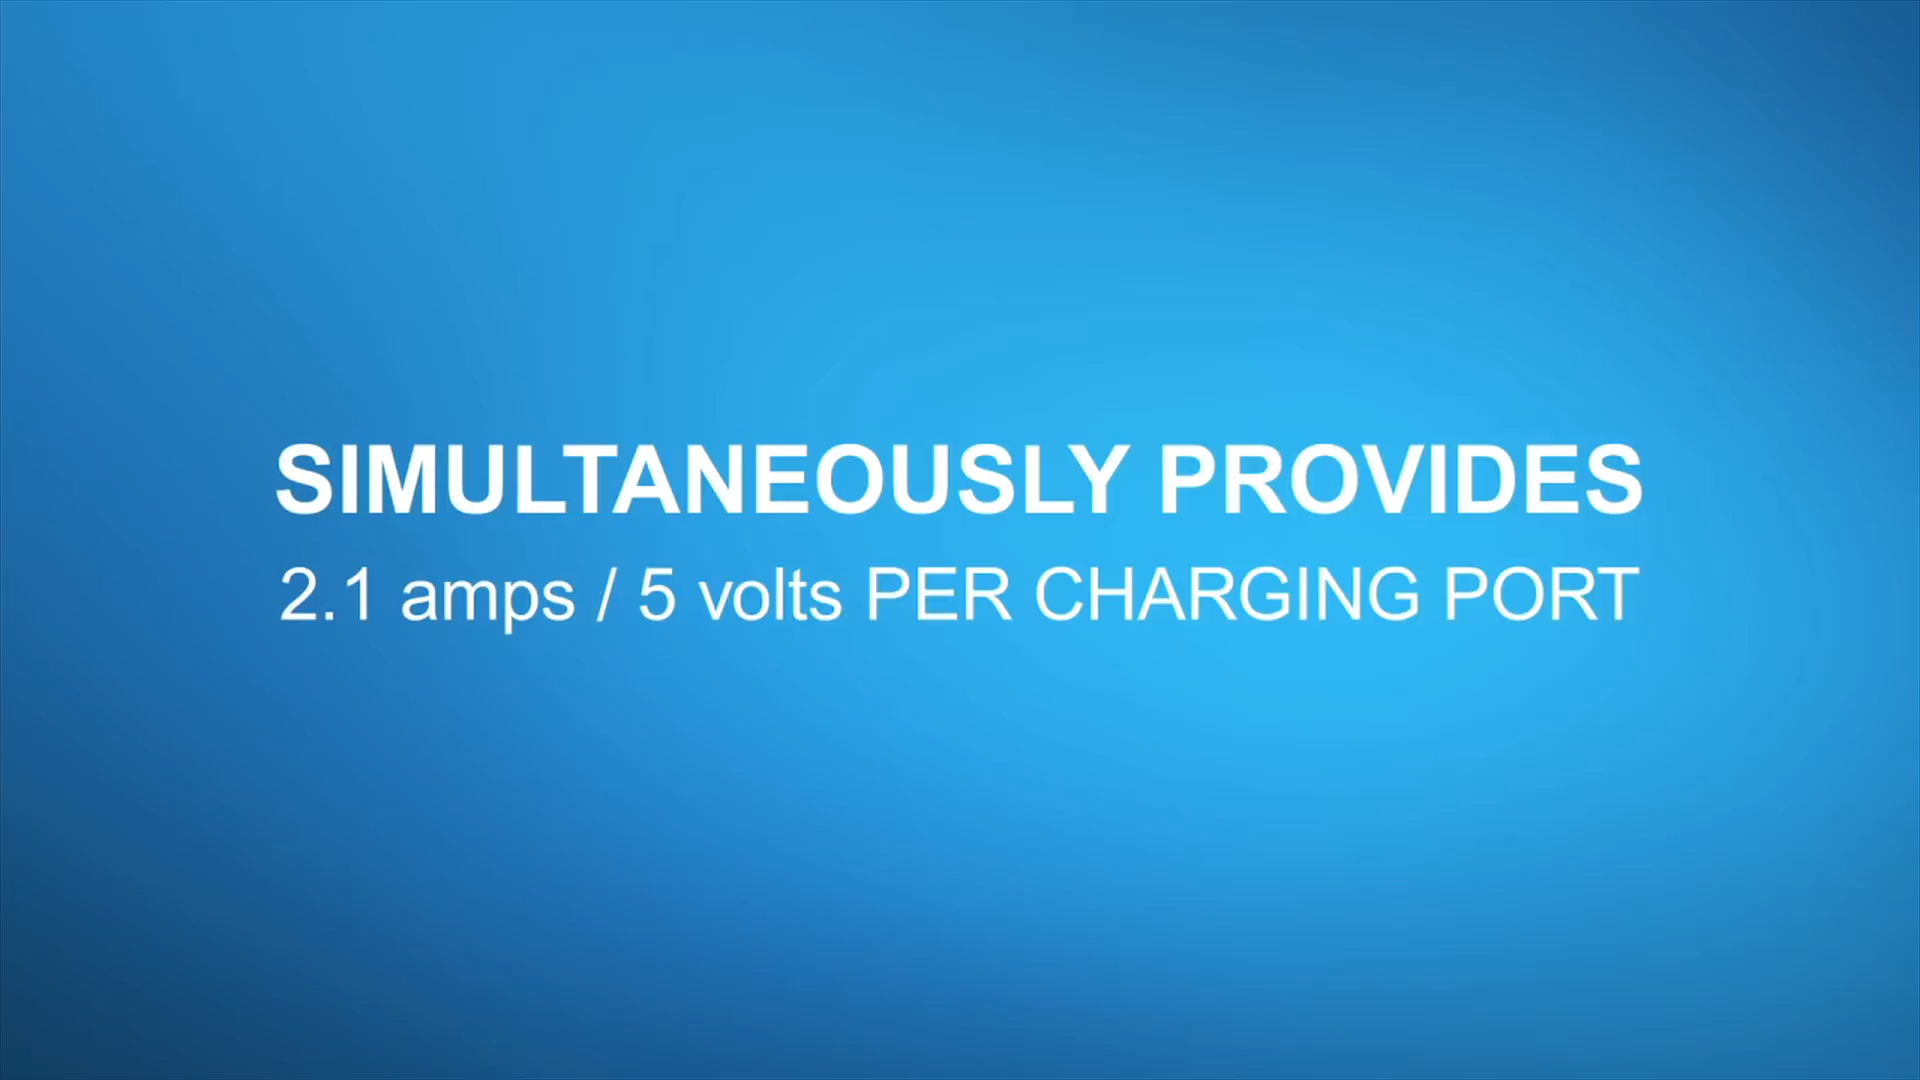 SIMULTANEOUSLY PROVIDES
2.1 amps / 5 volts PER CHARGING PORT